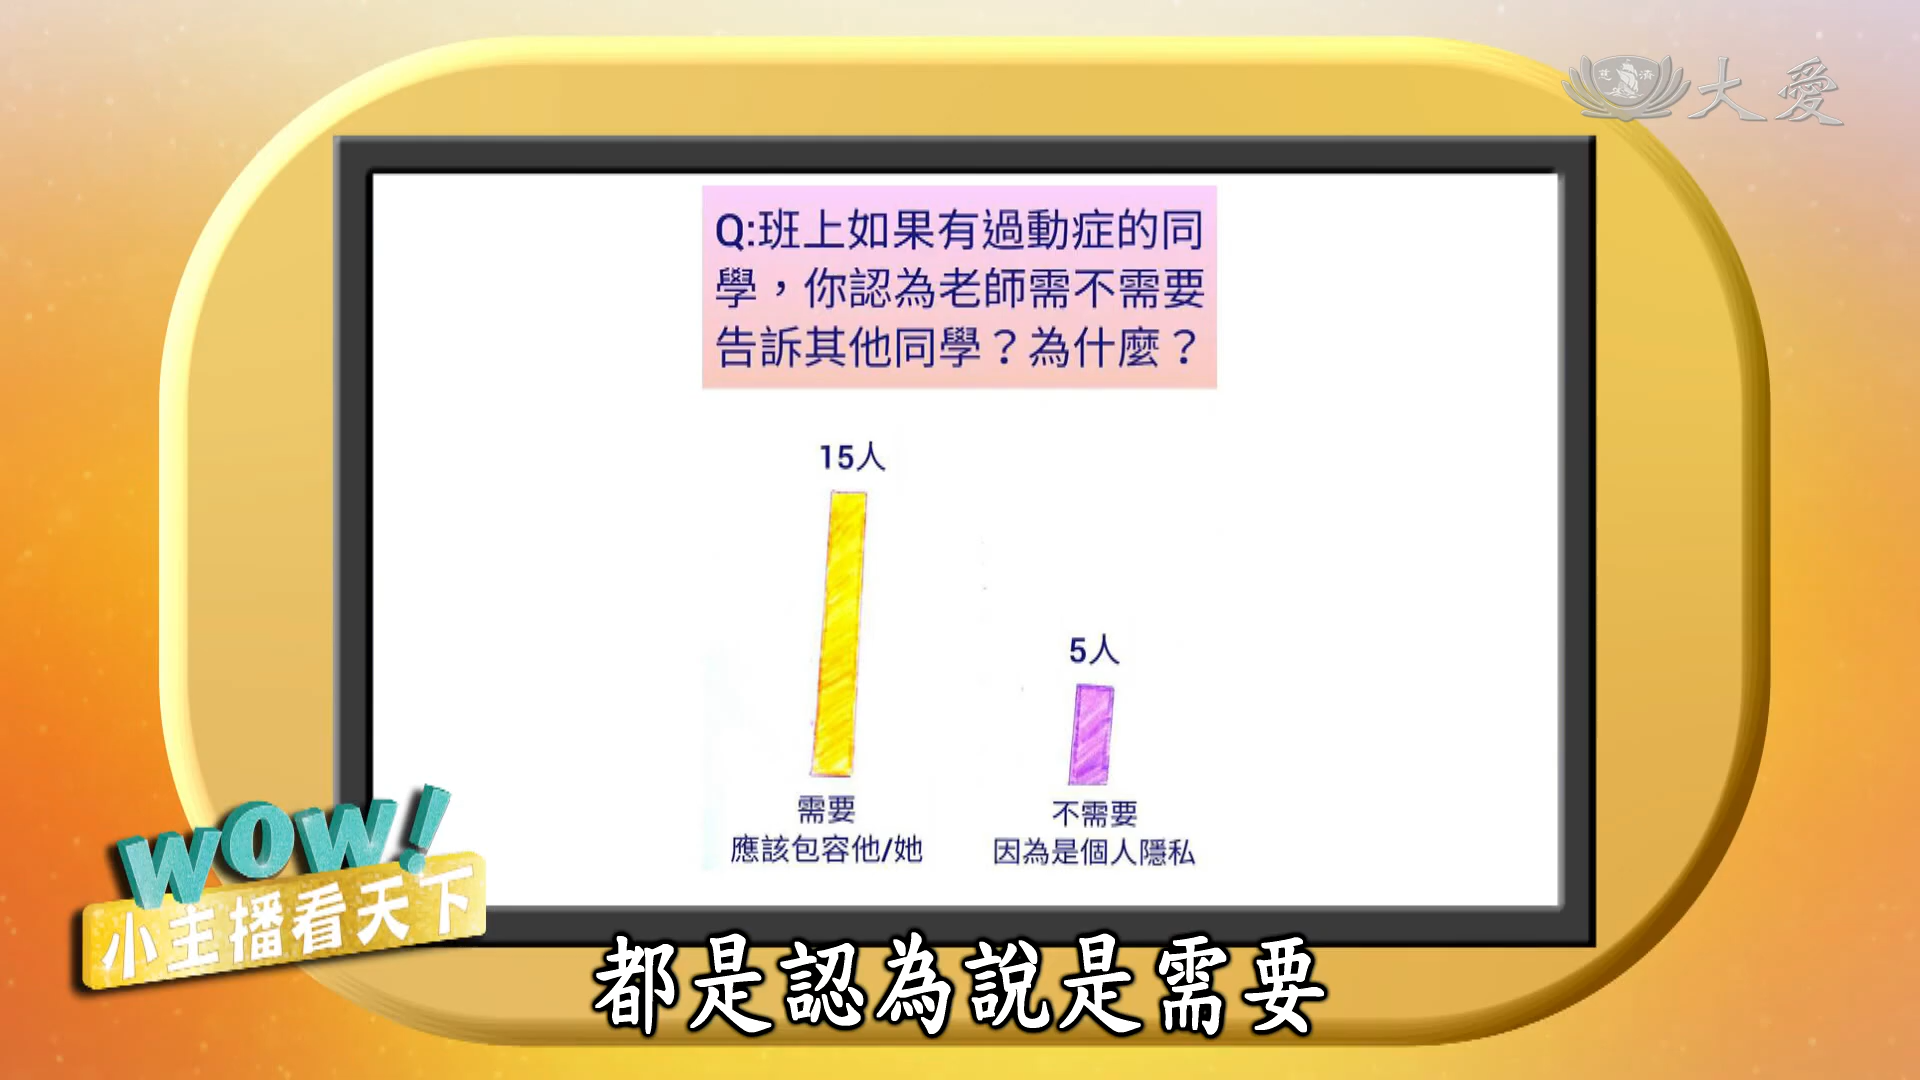 大愛
Q:班上如果有過動症的同
學，你認為老師需不需要
告訴其他同學？為什麼？
15人
5人
需要
應該包容他/她
不需要
因為是個人隱私
WOW!
小主播看天下
都是認為說是需要